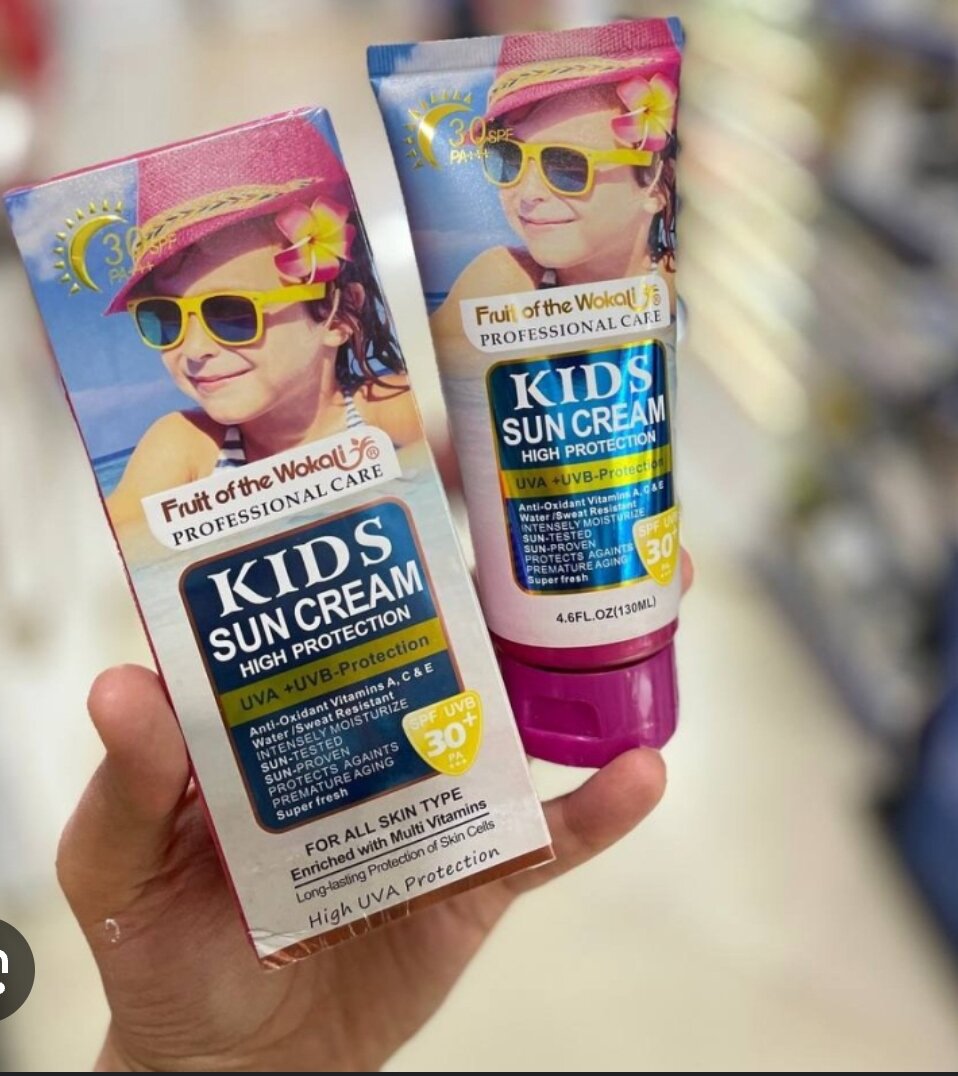 30 SPF
PA+++
Fruit of the Wokali®
PROFESSIONAL CARE
KIDS
SUN CREAM
HIGH PROTECTION
UVA +UVB-Protection
Anti-Oxidant Vitamins A, C & E
Water /Sweat Resistant
INTENSELY MOISTURIZE
SUN-TESTED
SUN-PROVEN
PROTECTS AGAINTS
PREMATURE AGING
Super fresh
SPF UVB
30+
PA
FOR ALL SKIN TYPE
Enriched with Multi Vitamins
Long-lasting Protection of Skin Cells
High UVA Protection
30 SPF
PA+++
Fruit of the Wokali®
PROFESSIONAL CARE
KIDS
SUN CREAM
HIGH PROTECTION
UVA +UVB-Protection
Anti-Oxidant Vitamins A, C & E
Water /Sweat Resistant
INTENSELY MOISTURIZE
SUN-TESTED
SUN-PROVEN
PROTECTS AGAINTS
PREMATURE AGING
Super fresh
SPF UVB
30+
PA
4.6FL.OZ(130ML)